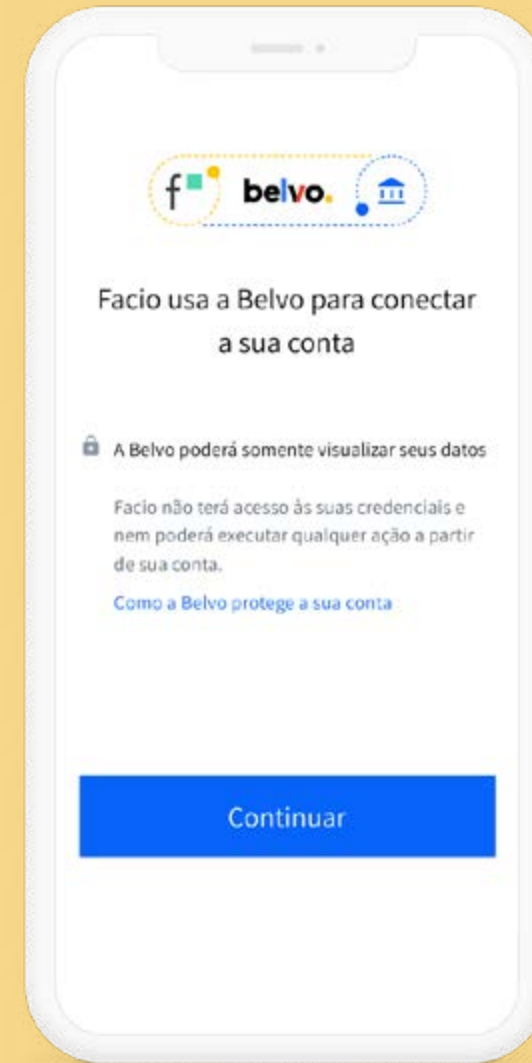 f
belvo.
Facio usa a Belvo para conectar
a sua conta
A Belvo poderá somente visualizar seus datos
Facio não terá acesso às suas credenciais e
nem poderá executar qualquer ação a partir
de sua conta.
Como a Belvo protege a sua conta
Continuar